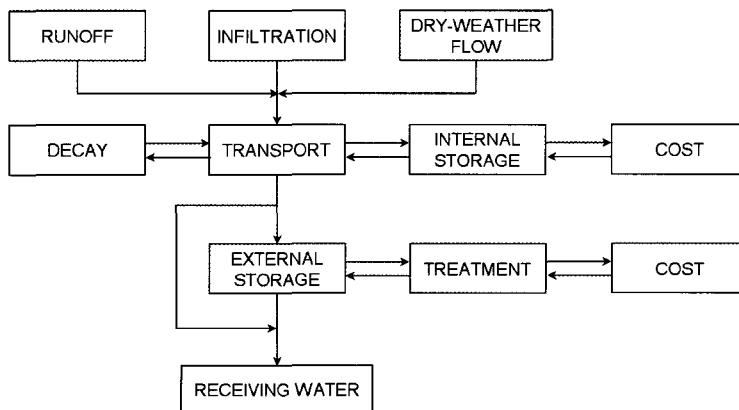 RUNOFF
INFILTRATION
DRY-WEATHER
FLOW
DECAY
TRANSPORT
INTERNAL
STORAGE
COST
EXTERNAL
STORAGE
TREATMENT
COST
RECEIVING WATER